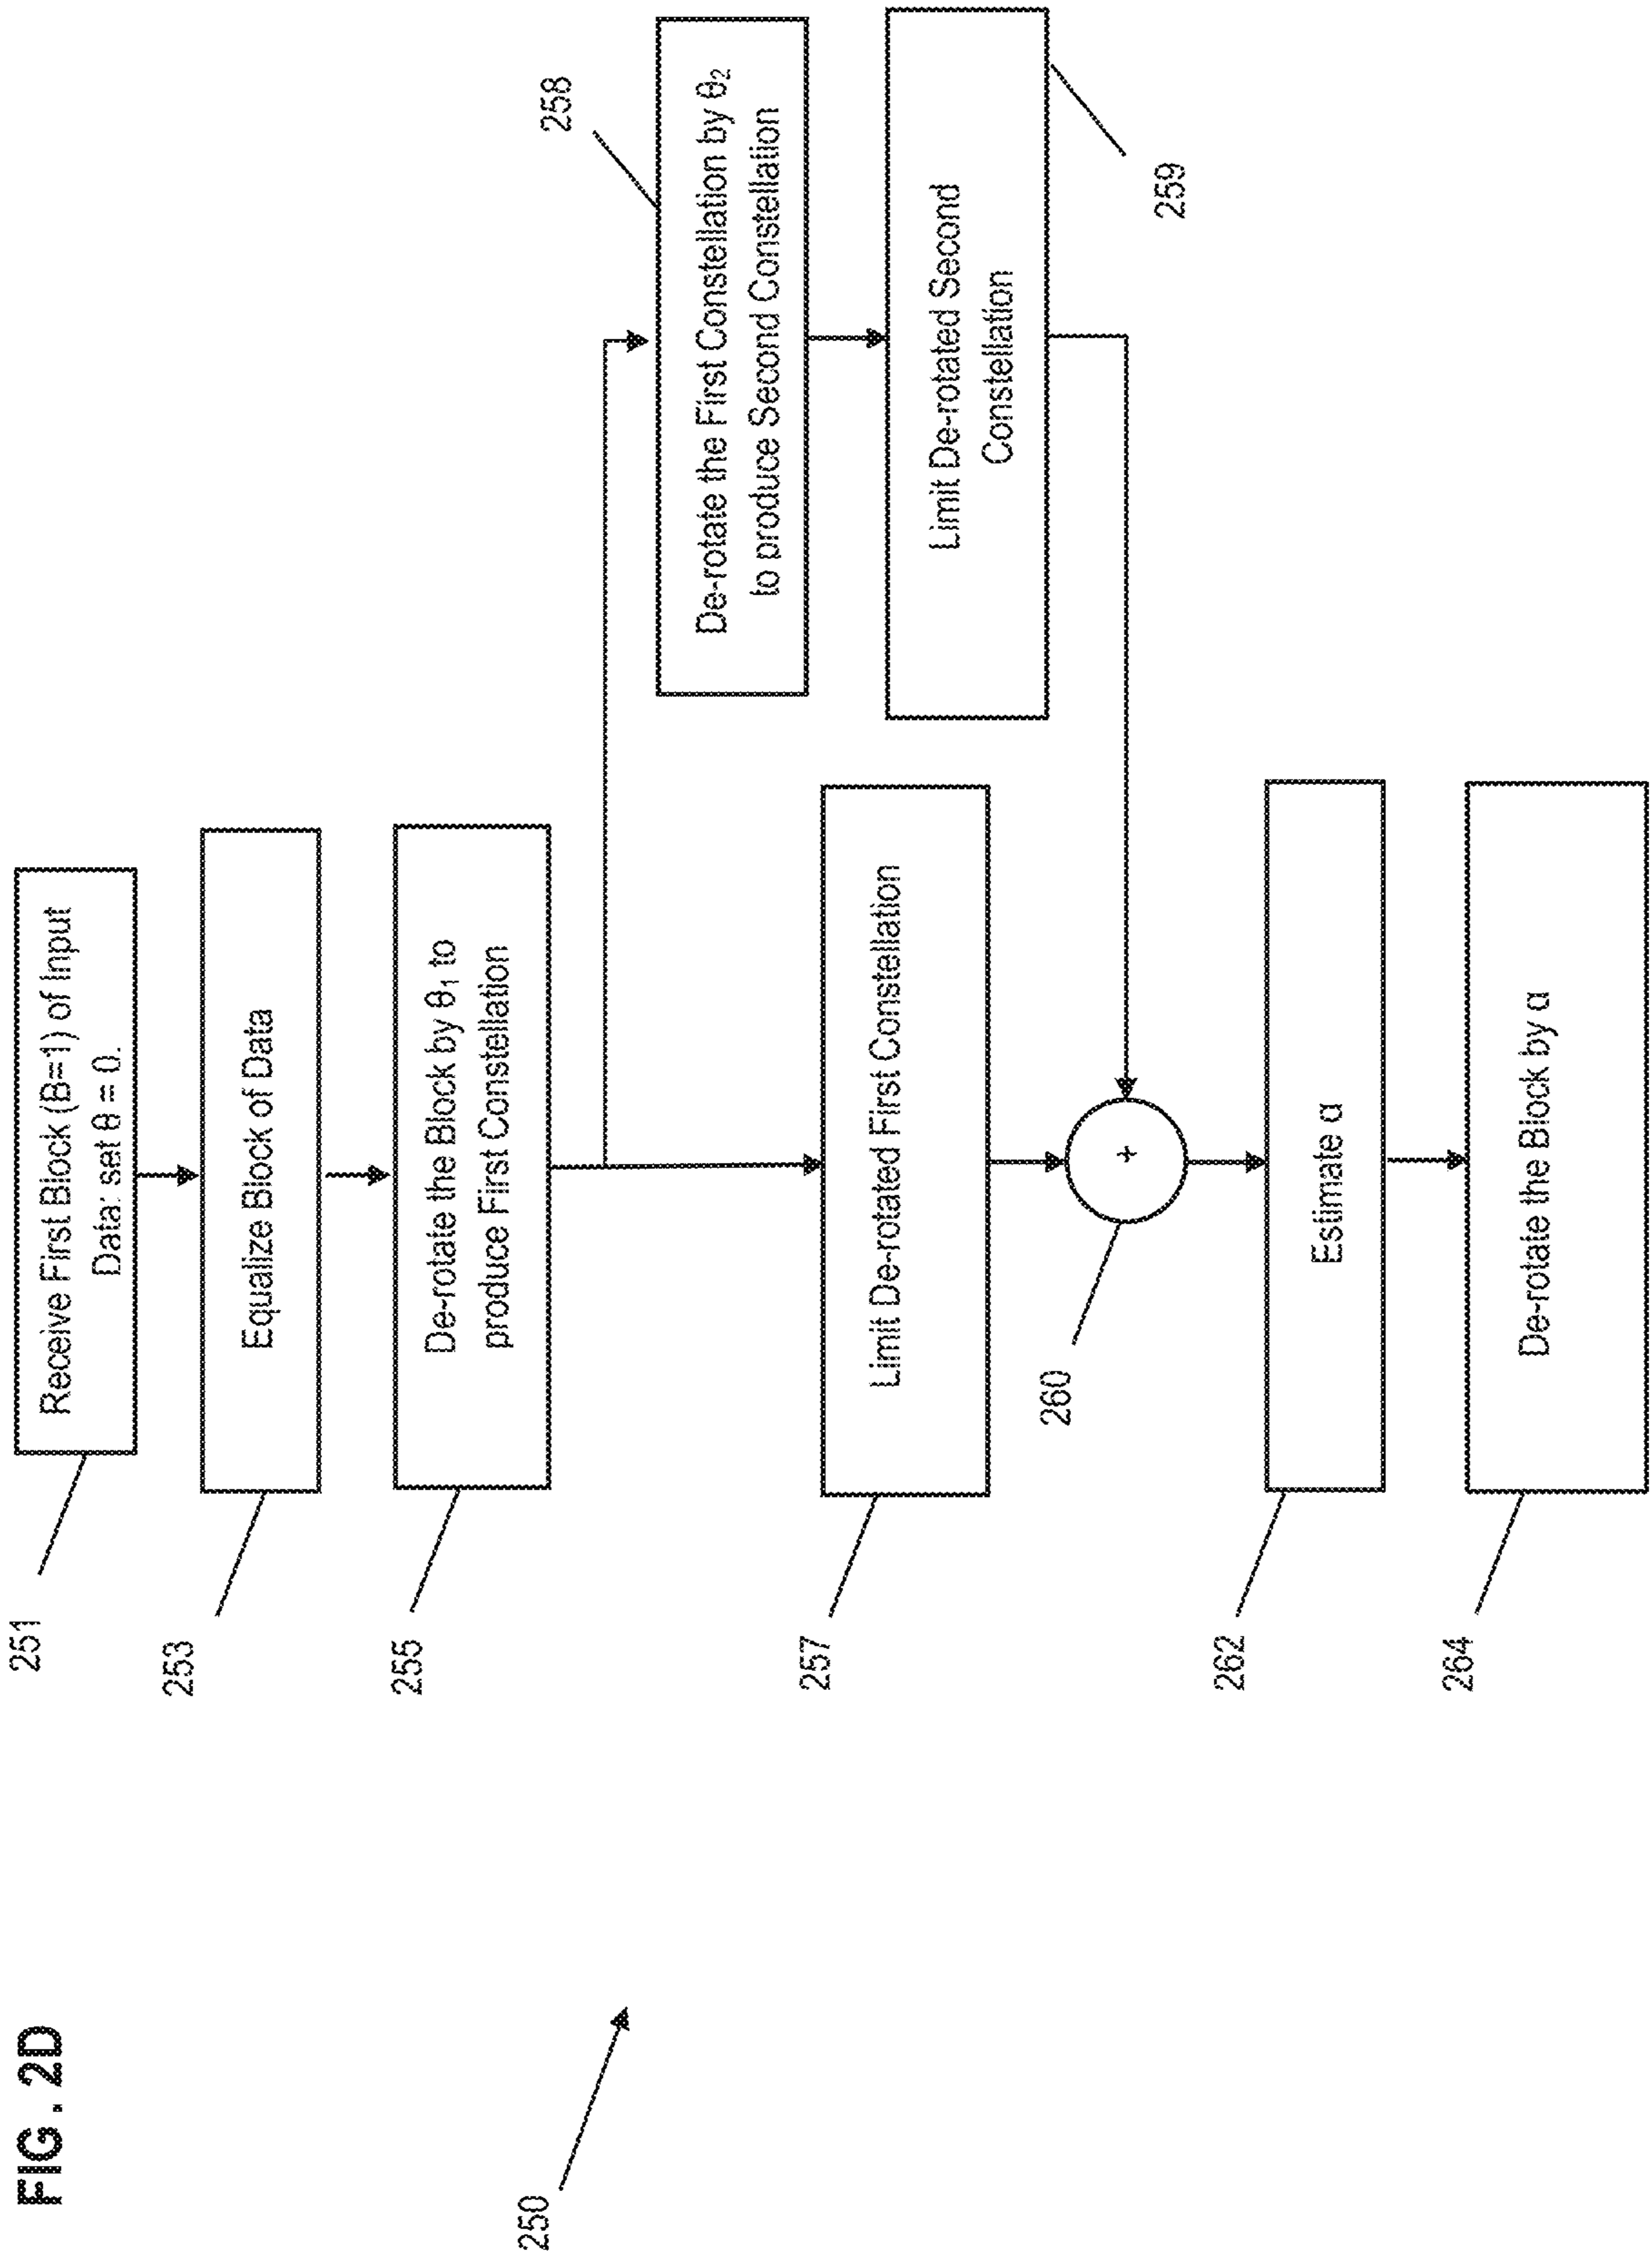 FIG. 2D
250
251
Receive First Block (B=1) of Input
Data: set θ = 0.
253
Equalize Block of Data
255
De-rotate the Block by θ₁ to
produce First Constellation
258
De-rotate the First Constellation by θ₂
to produce Second Constellation
257
Limit De-rotated First Constellation
259
Limit De-rotated Second
Constellation
260
+
262
Estimate α
264
De-rotate the Block by α